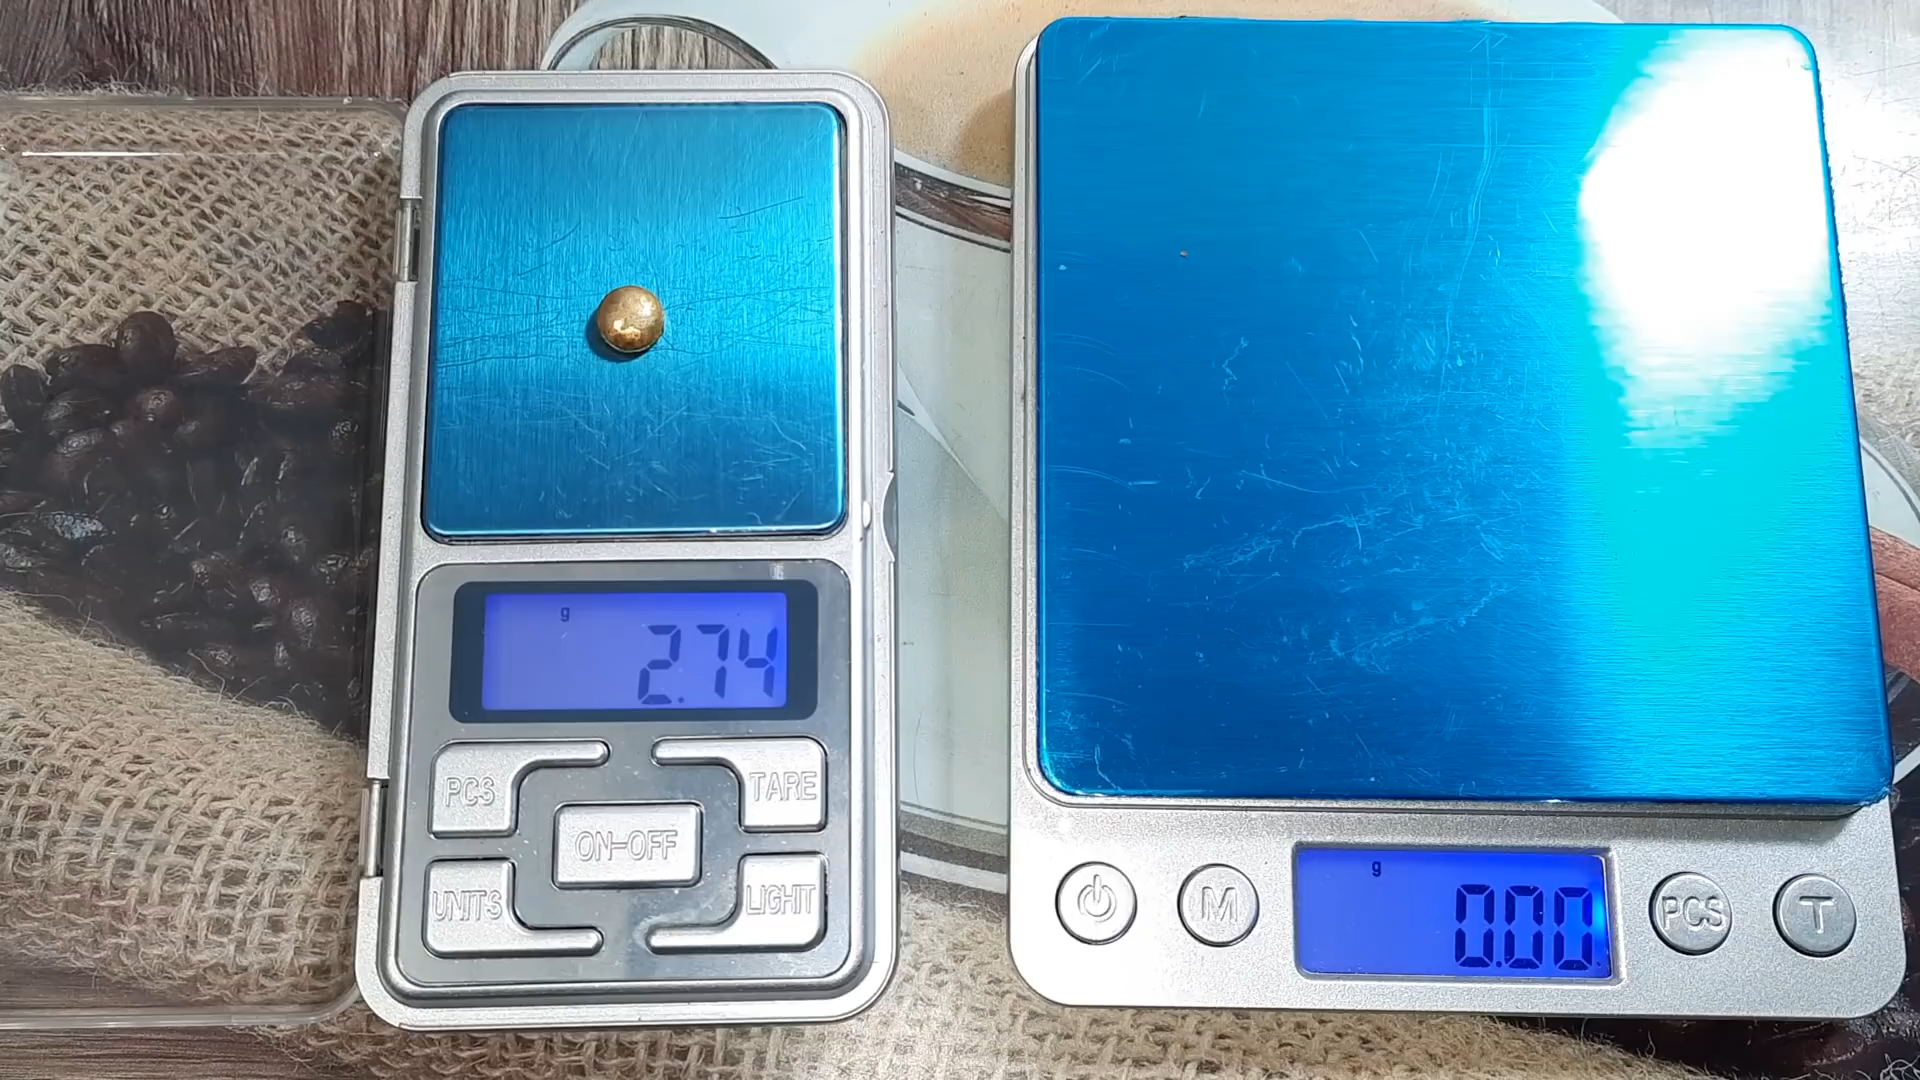 g
2.74
PCS
TARE
ON-OFF
UNITS
LIGHT
g
0.00
M
PCS
T